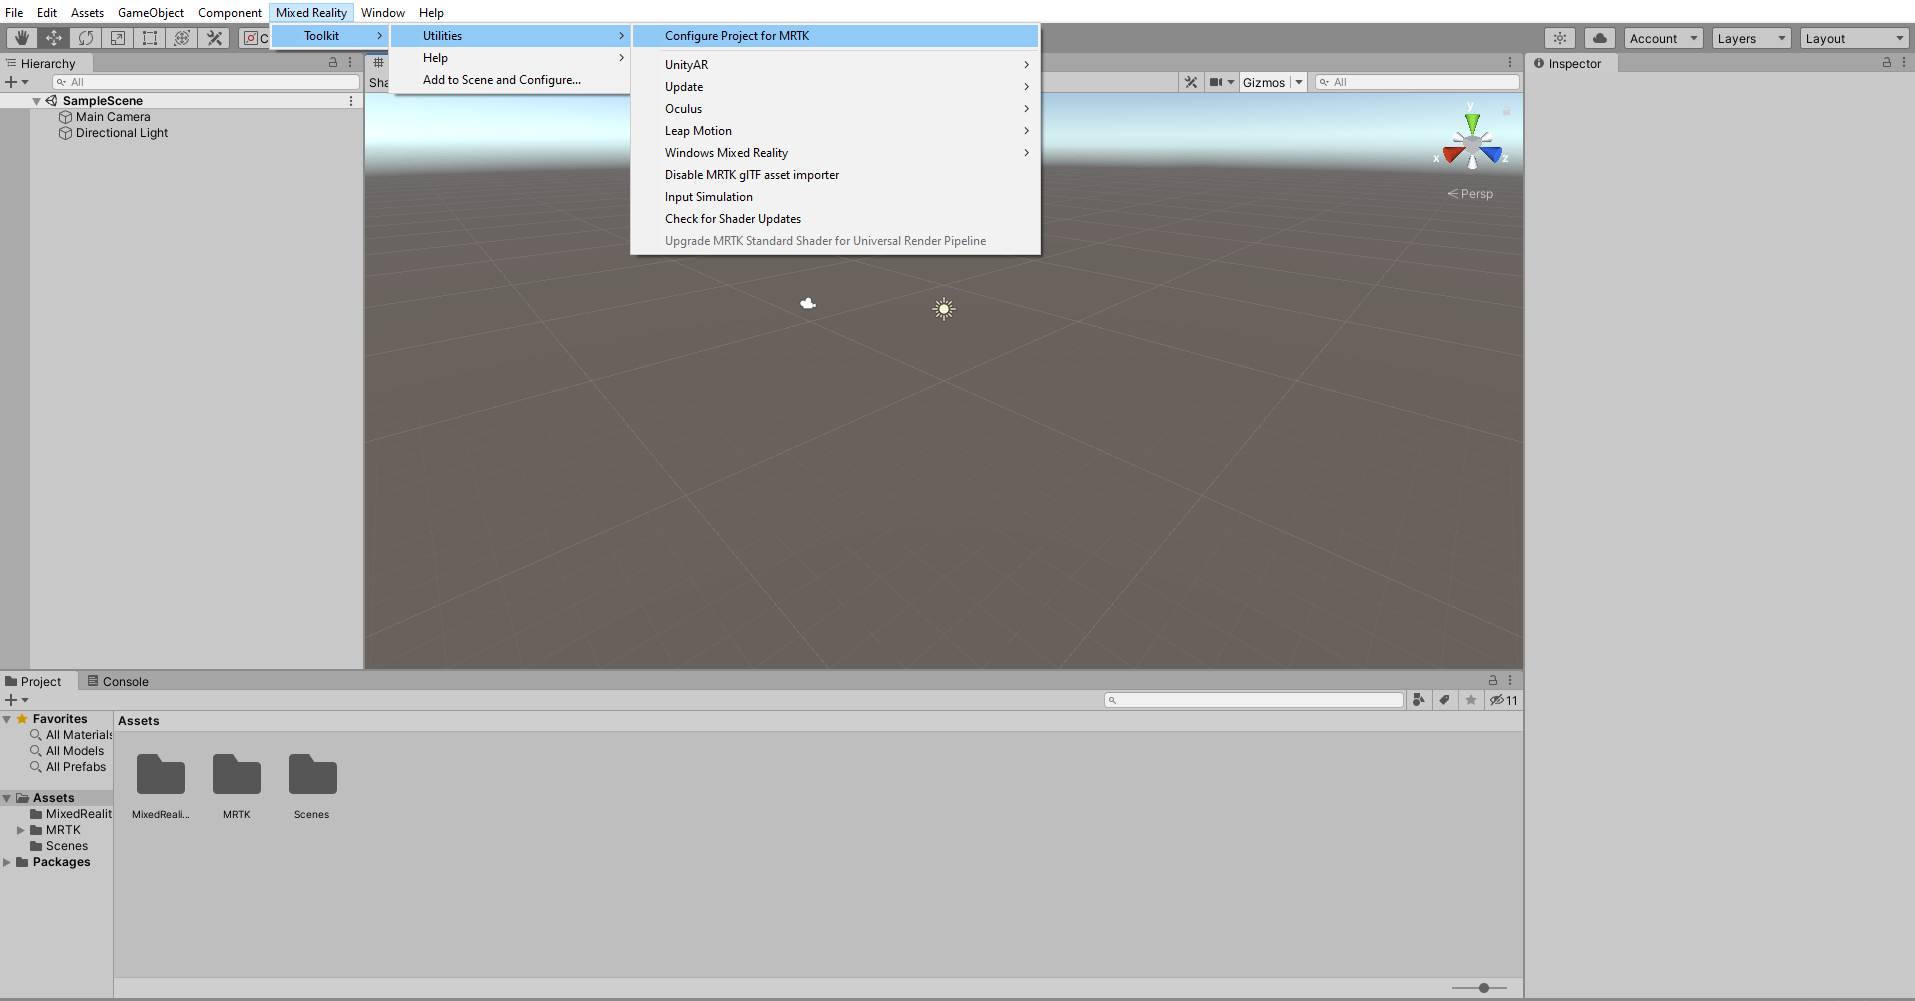 File Edit Assets GameObject Component Mixed Reality Window Help
Toolkit
Utilities
Help
Add to Scene and Configure...
Configure Project for MRTK
UnityAR
Update
Oculus
Leap Motion
Windows Mixed Reality
Disable MRTK glTF asset importer
Input Simulation
Check for Shader Updates
Upgrade MRTK Standard Shader for Universal Render Pipeline
C
Account
Layers
Layout
Hierarchy
All
SampleScene
Main Camera
Directional Light
Sha
Gizmos
All
y
x
z
Persp
Inspector
Project
Console
11
Favorites
All Materials
All Models
All Prefabs
Assets
MixedRealit
MRTK
Scenes
Packages
Assets
MixedReali...
MRTK
Scenes